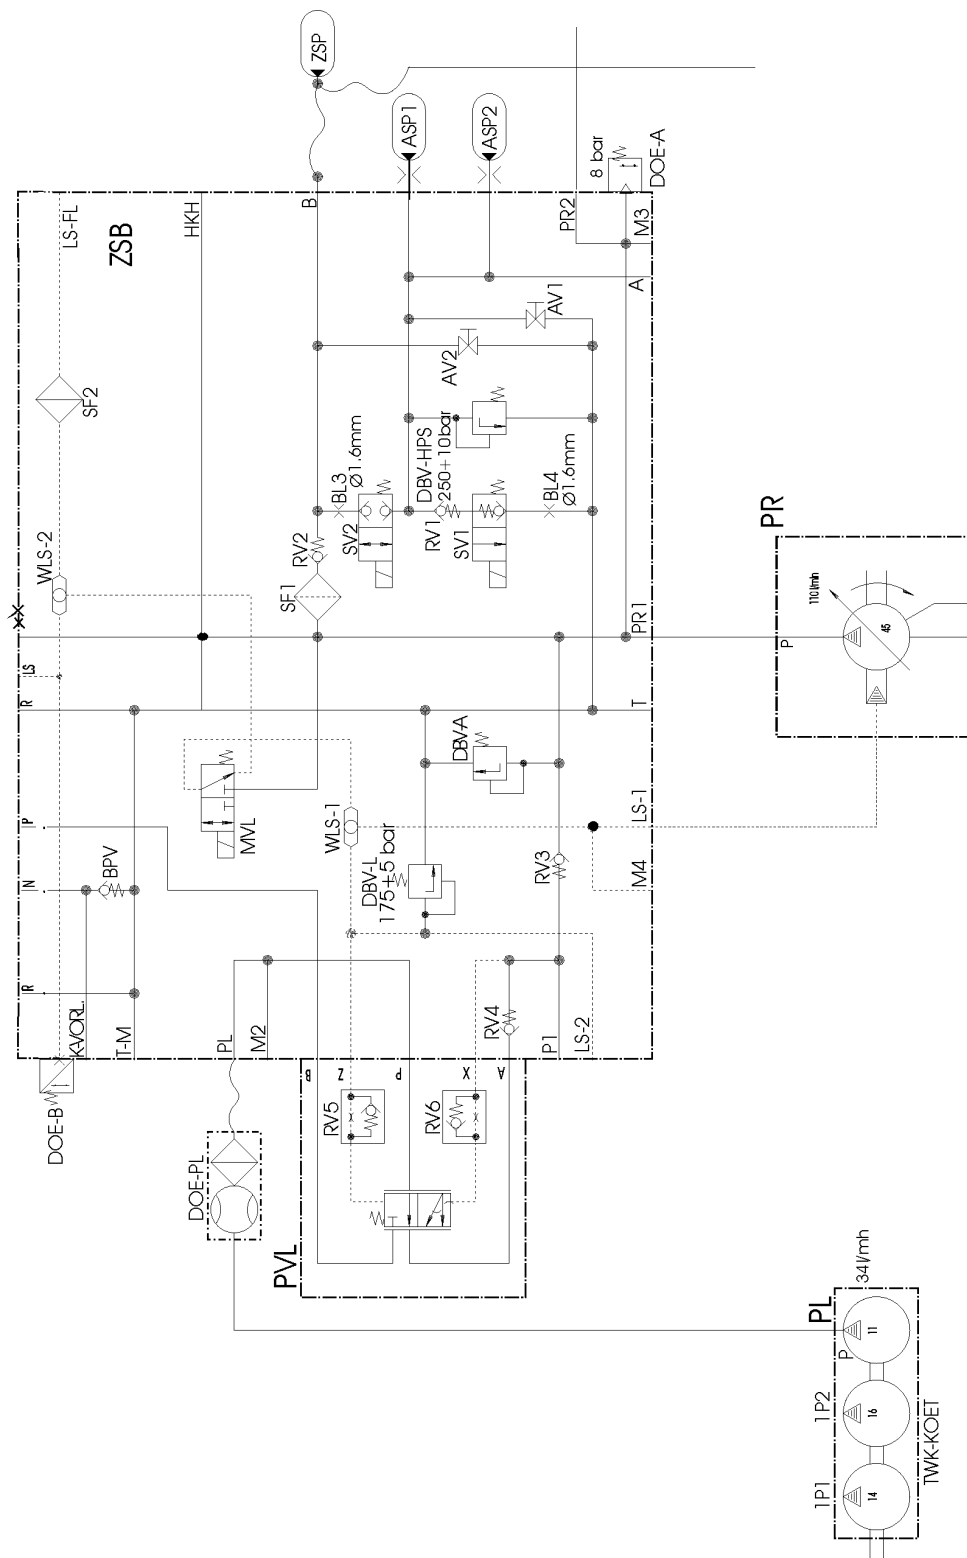 ZSP
ASP1
ASP2
8 bar
DOE-A
LS-FL
HKH
ZSB
B
PR2
M3
A
SF2
AV1
AV2
BL3
Ø1.6mm
DBV-HPS
250+10bar
BL4
Ø1.6mm
RV2
SV2
RV1
SV1
SF1
WLS-2
PR
110l/min
45
P
PR1
LS
R
T
DBV-A
MVL
WLS-1
LS-1
P
N
BPV
DBV-L
175+5 bar
RV3
M4
R
K-VORL.
T-M
PL
M2
RV4
P1
LS-2
DOE-B
B
Z
P
X
A
RV5
RV6
DOE-PL
PVL
34l/mh
PL
P
11
1P2
16
1P1
14
TWK-KOET